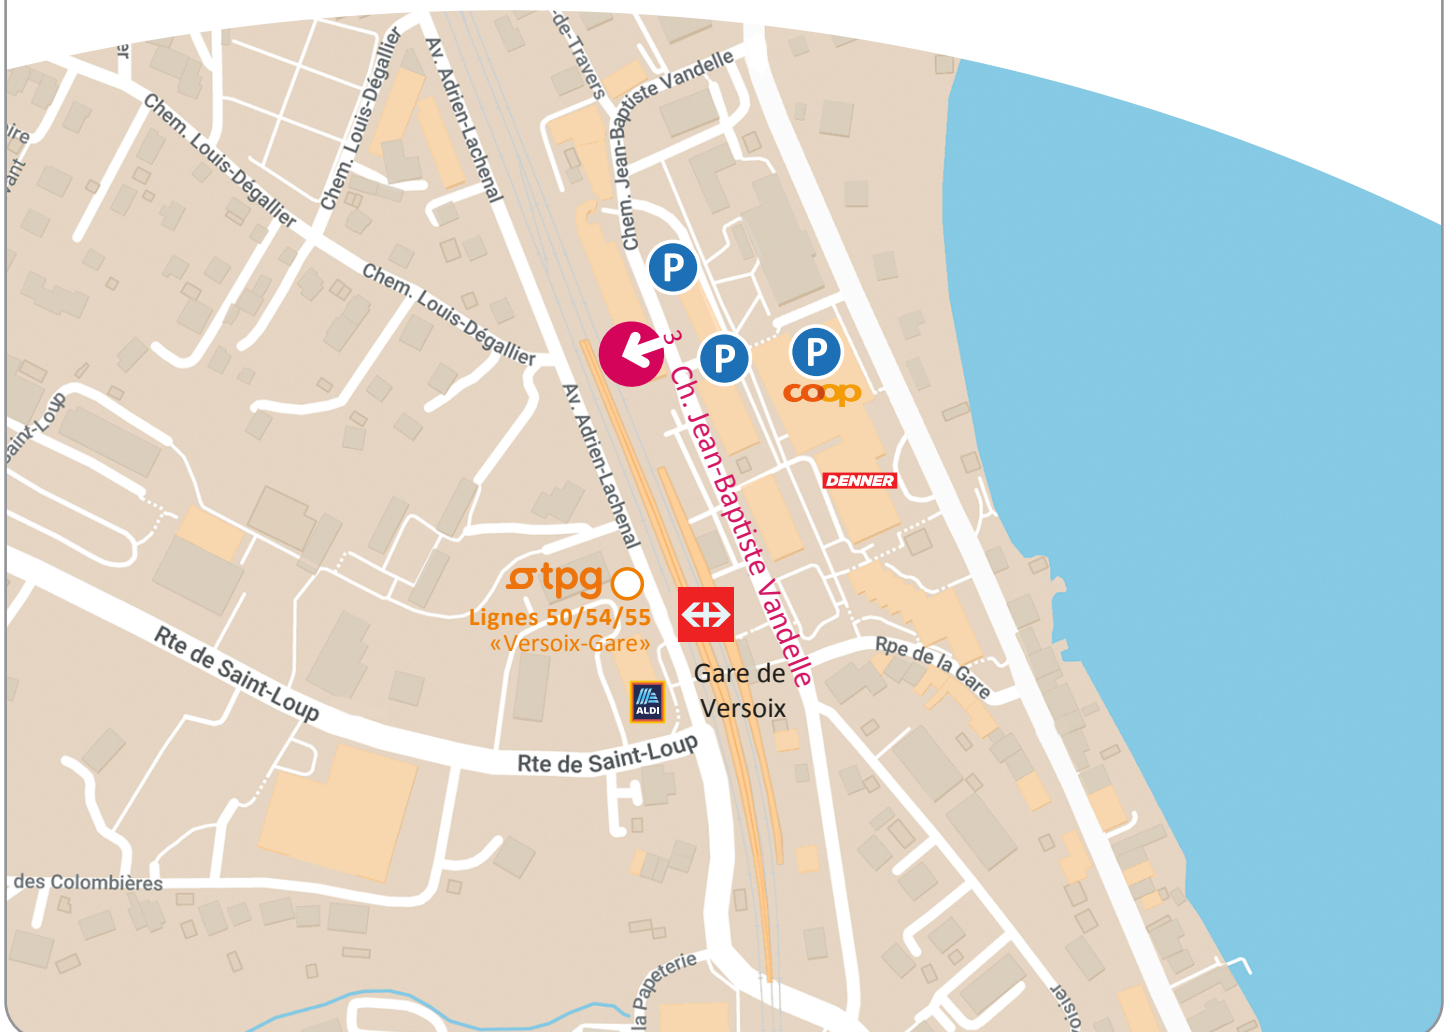 -de-Travers
Chem. Jean-Baptiste Vandelle
Av. Adrien-Lachenal
Chem. Louis-Dégallier
Chem. Louis-Dégallier
Chem. Louis-Dégallier
P
3
P
P
coop
Ch. Jean-Baptiste Vandelle
Av. Adrien-Lachenal
Saint-Loup
DENNER
tpg
Lignes 50/54/55
«Versoix-Gare»
Gare de
Versoix
ALDI
Rpe de la Gare
Rte de Saint-Loup
Rte de Saint-Loup
des Colombières
la Papeterie
oisier